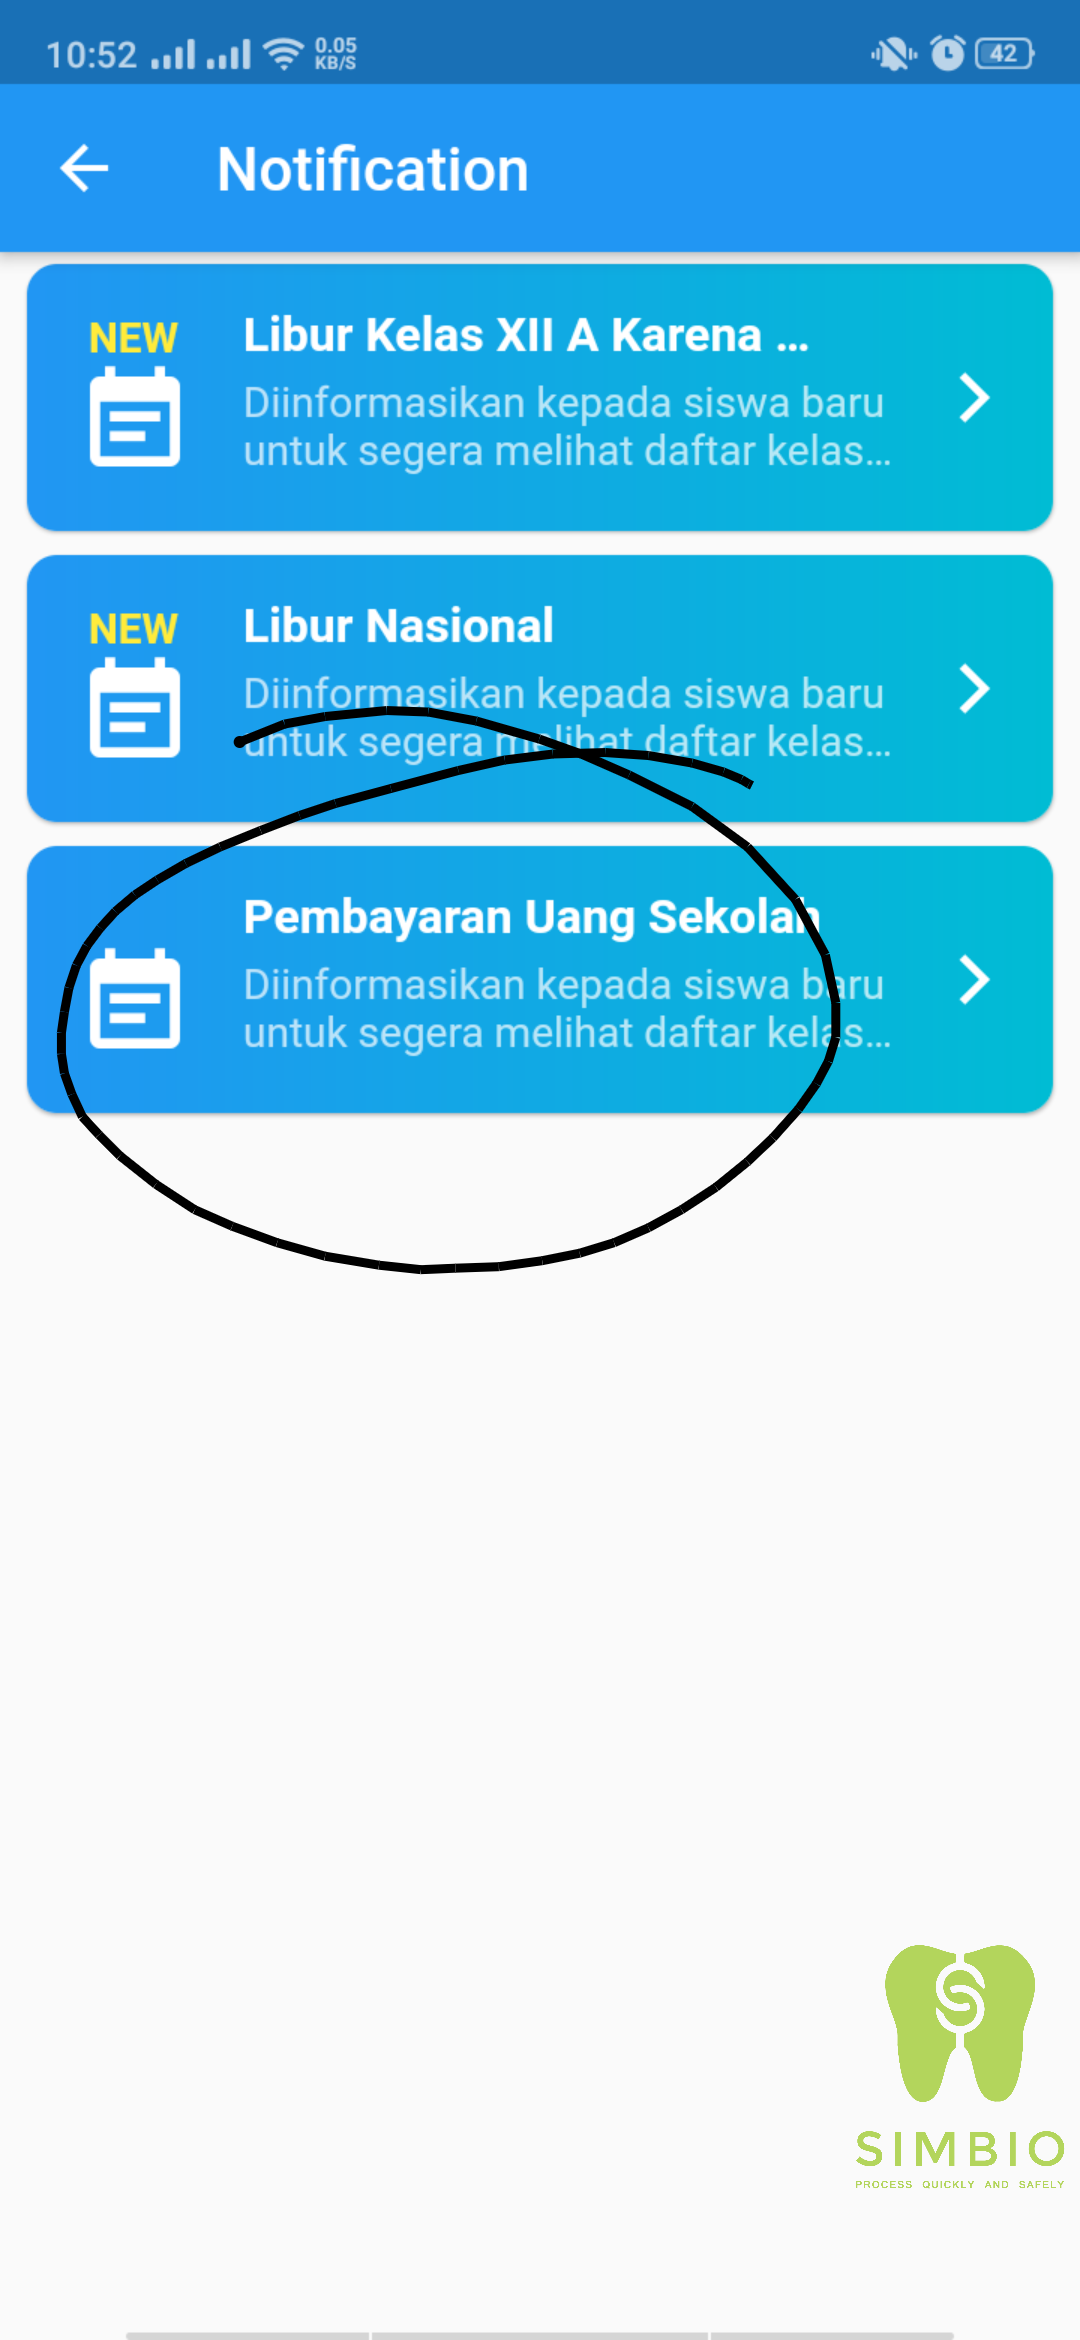 10:52 0.05 KB/S 42
Notification
NEW
Libur Kelas XII A Karena ...
Diinformasikan kepada siswa baru
untuk segera melihat daftar kelas...
NEW
Libur Nasional
Diinformasikan kepada siswa baru
untuk segera melihat daftar kelas...
Pembayaran Uang Sekolah
Diinformasikan kepada siswa baru
untuk segera melihat daftar kelas...
SIMBIO
PROCESS QUICKLY AND SAFELY